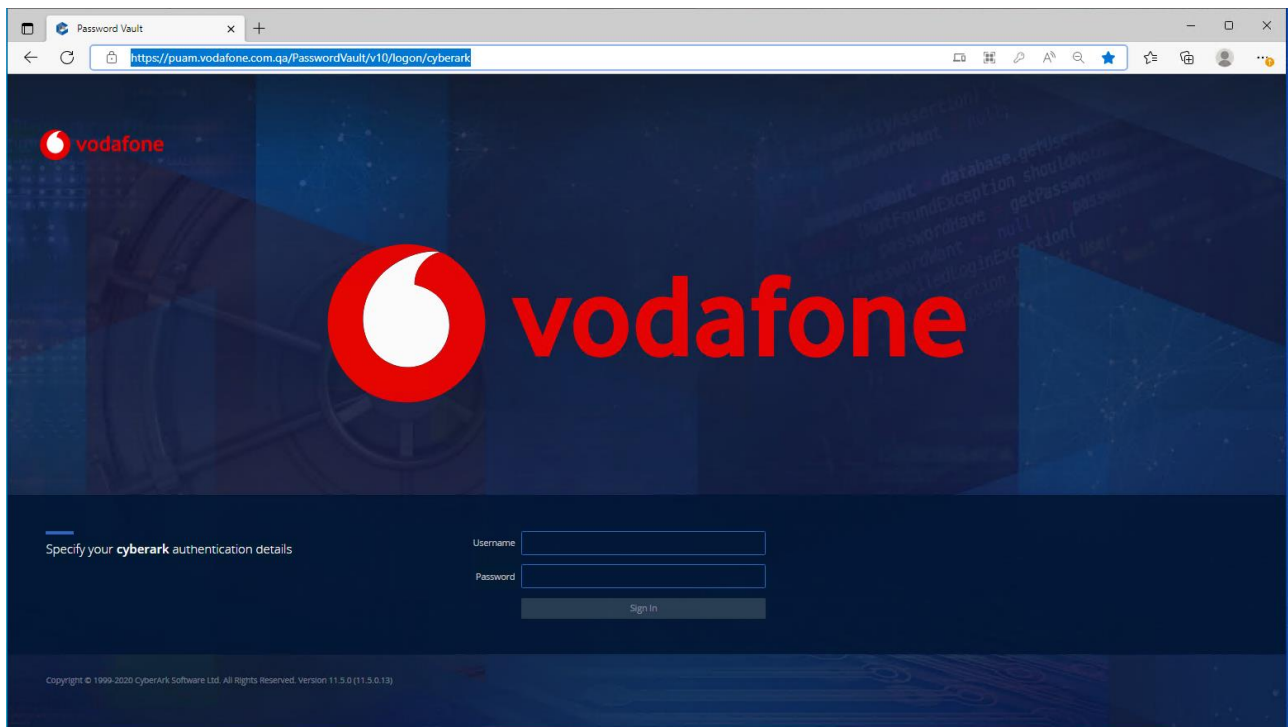 Password Vault
https://puam.vodafone.com.qa/PasswordVault/v10/logon/cyberark
vodafone
vodafone
Specify your cyberark authentication details
Username
Password
Sign In
Copyright © 1999-2020 CyberArk Software Ltd. All Rights Reserved. Version 11.5.0 (11.5.0.13)